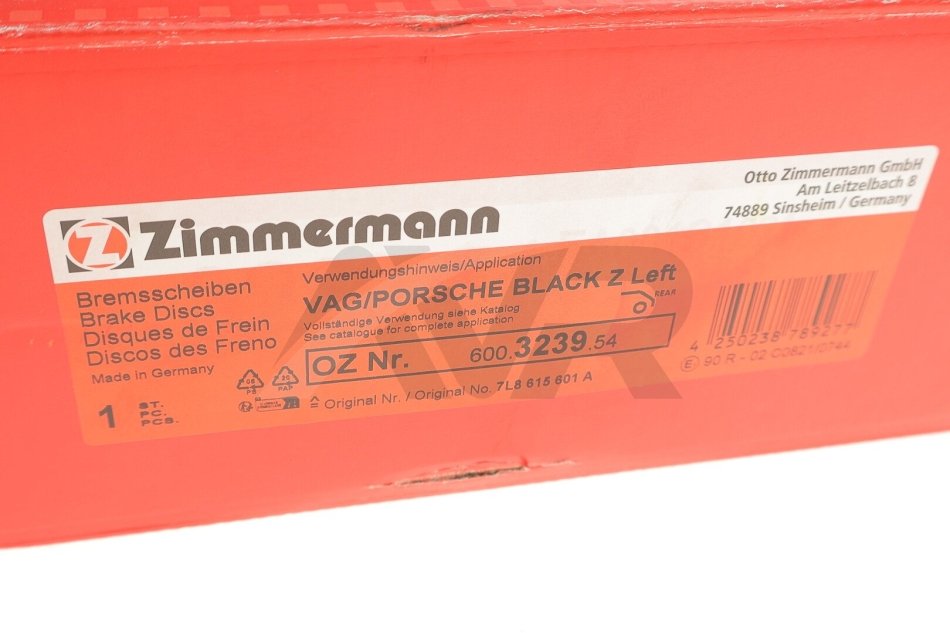 Z Zimmermann
Otto Zimmermann GmbH
Am Leitzelbach 8
74889 Sinsheim / Germany
Bremsscheiben
Brake Discs
Disques de Frein
Discos des Freno
Made in Germany
1 ST.
PC.
PCS.
Verwendungshinweis/Application
VAG/PORSCHE BLACK Z Left
REAR
Vollständige Verwendung siehe Katalog
See catalogue for complete application
OZ Nr. 600.3239.54
PAP
≙ Original Nr. / Original No. 7L8 615 601 A
4 250238 789277
E 90 R - 02 C0821/0744